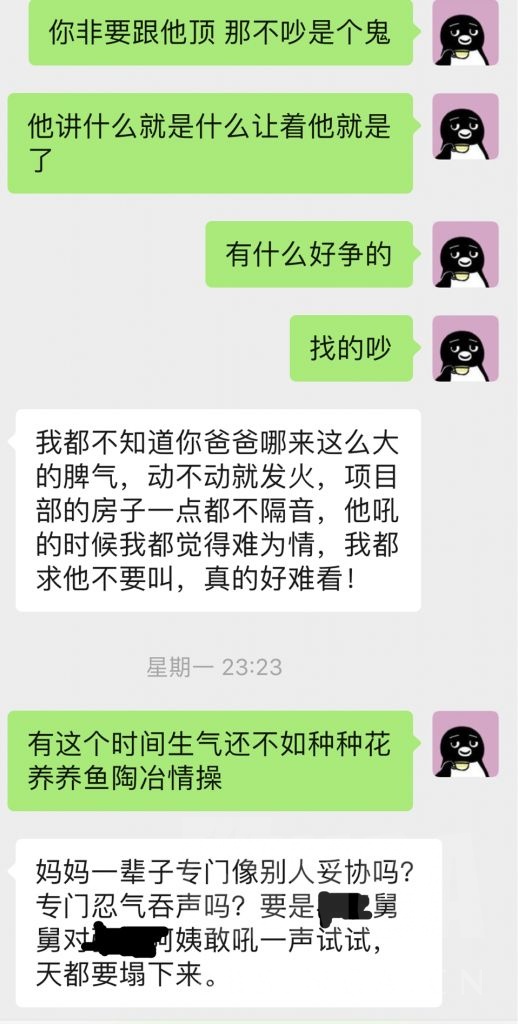 你非要跟他顶 那不吵是个鬼
他讲什么就是什么让着他就是
了
有什么好争的
找的吵
我都不知道你爸爸哪来这么大
的脾气，动不动就发火，项目
部的房子一点都不隔音，他吼
的时候我都觉得难为情，我都
求他不要叫，真的好难看！
星期一 23:23
有这个时间生气还不如种种花
养养鱼陶冶情操
妈妈一辈子专门像别人妥协吗？
专门忍气吞声吗？要是舅
舅对阿姨敢吼一声试试，
天都要塌下来。